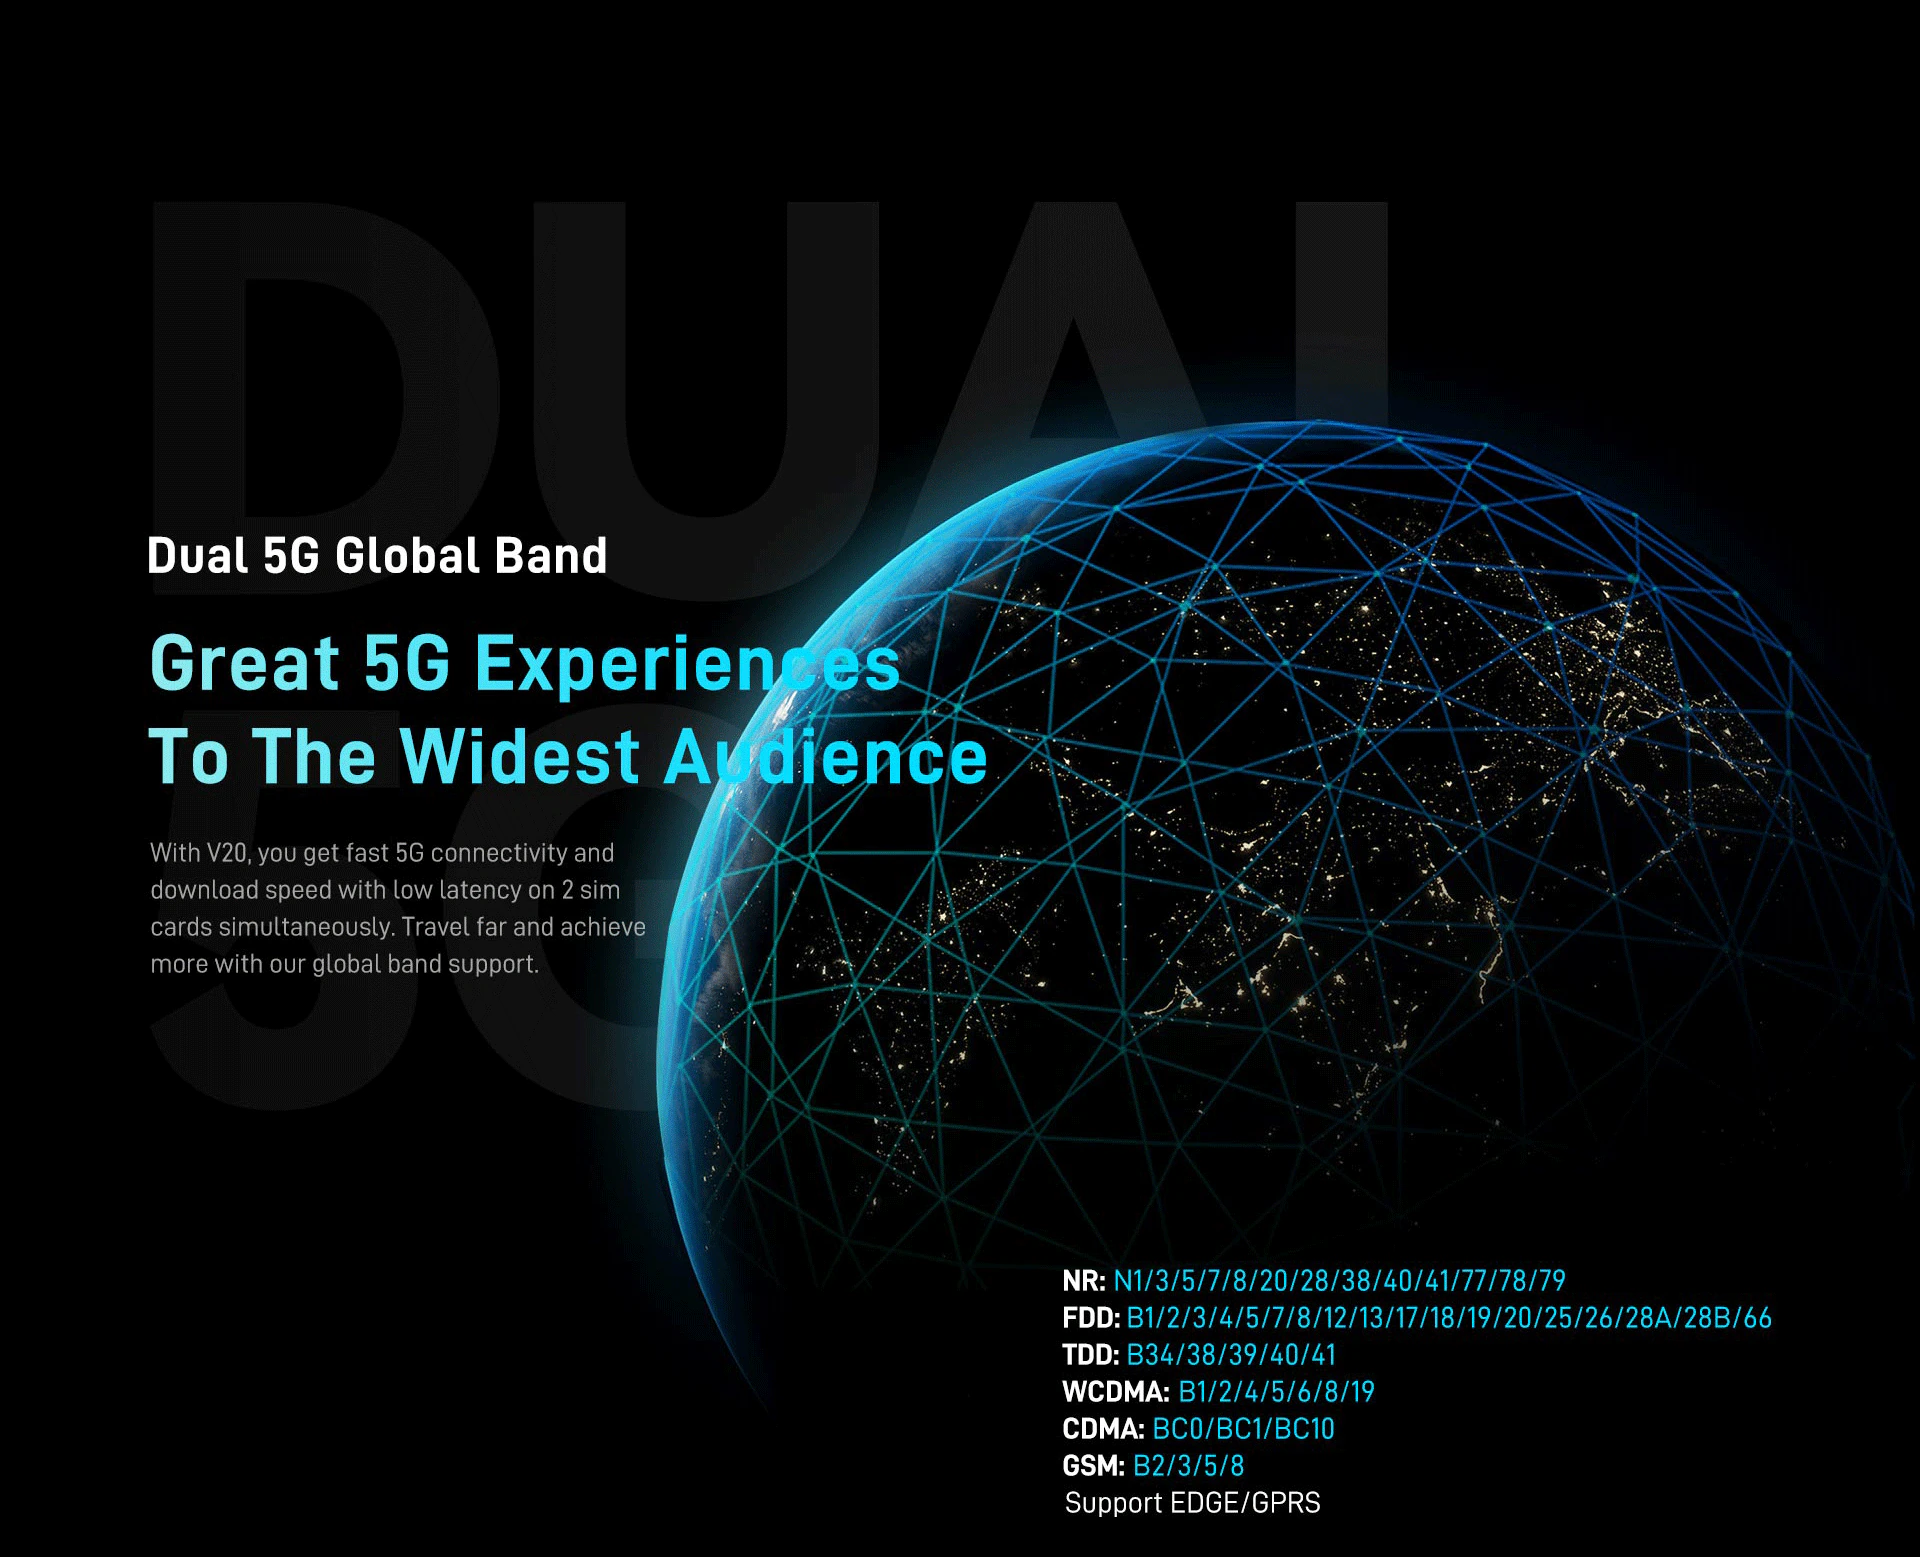 DUAL
5G
Dual 5G Global Band
Great 5G Experiences
To The Widest Audience
With V20, you get fast 5G connectivity and
download speed with low latency on 2 sim
cards simultaneously. Travel far and achieve
more with our global band support.
NR: N1/3/5/7/8/20/28/38/40/41/77/78/79
FDD: B1/2/3/4/5/7/8/12/13/17/18/19/20/25/26/28A/28B/66
TDD: B34/38/39/40/41
WCDMA: B1/2/4/5/6/8/19
CDMA: BC0/BC1/BC10
GSM: B2/3/5/8
Support EDGE/GPRS